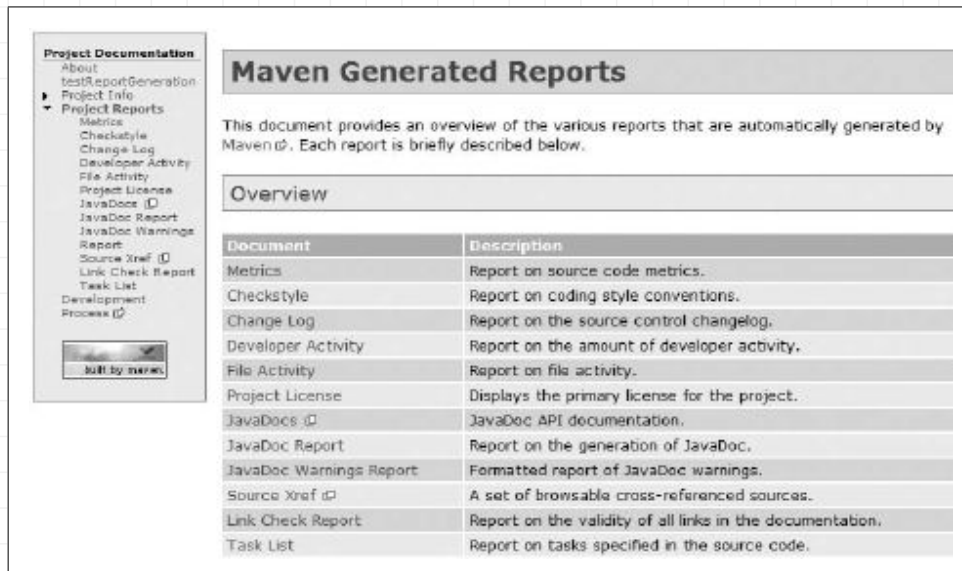 Project Documentation
About
testReportGeneration
Project Info
Project Reports
Metrics
Checkstyle
Change Log
Developer Activity
File Activity
Project License
JavaDocs
JavaDoc Report
JavaDoc Warnings
Report
Source Xref
Link Check Report
Task List
Development
Process
built by maven
Maven Generated Reports
This document provides an overview of the various reports that are automatically generated by
Maven. Each report is briefly described below.
Overview
Document Description
Metrics Report on source code metrics.
Checkstyle Report on coding style conventions.
Change Log Report on the source control changelog.
Developer Activity Report on the amount of developer activity.
File Activity Report on file activity.
Project License Displays the primary license for the project.
JavaDocs JavaDoc API documentation.
JavaDoc Report Report on the generation of JavaDoc.
JavaDoc Warnings Report Formatted report of JavaDoc warnings.
Source Xref A set of browsable cross-referenced sources.
Link Check Report Report on the validity of all links in the documentation.
Task List Report on tasks specified in the source code.